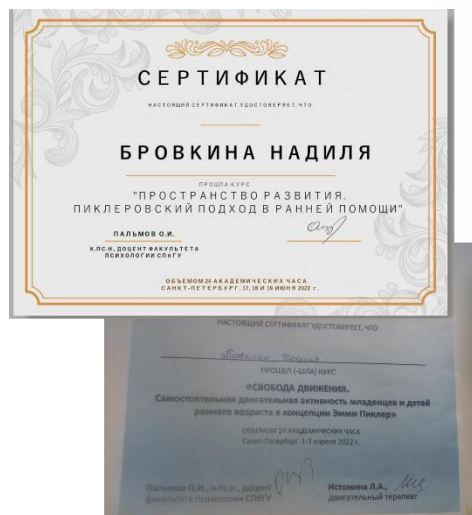 СЕРТИФИКАТ
НАСТОЯЩИЙ СЕРТИФИКАТ УДОСТОВЕРЯЕТ, ЧТО
БРОВКИНА НАДИЛЯ
ПРОШЛА КУРС
"ПРОСТРАНСТВО РАЗВИТИЯ.
ПИКЛЕРОВСКИЙ ПОДХОД В РАННЕЙ ПОМОЩИ"
ПАЛЬМОВ О.И.
К.ПС.Н., ДОЦЕНТ ФАКУЛЬТЕТА
ПСИХОЛОГИИ СПБГУ
ОБЪЕМОМ 24 АКАДЕМИЧЕСКИХ ЧАСА
САНКТ-ПЕТЕРБУРГ, 17, 18 И 19 ИЮНЯ 2022 г.
НАСТОЯЩИЙ СЕРТИФИКАТ УДОСТОВЕРЯЕТ, ЧТО
Бровкина Надиля
ПРОШЕЛ (-ШЛА) КУРС
«СВОБОДА ДВИЖЕНИЯ.
Самостоятельная двигательная активность младенцев и детей
раннего возраста в концепции Эмми Пиклер»
ОБЪЕМОМ 24 АКАДЕМИЧЕСКИХ ЧАСА
Санкт-Петербург 1-3 апреля 2022 г.
Пальмов О.И., к.пс.н., доцент
факультета психологии СПбГУ
Истомина Л.А.,
двигательный терапевт